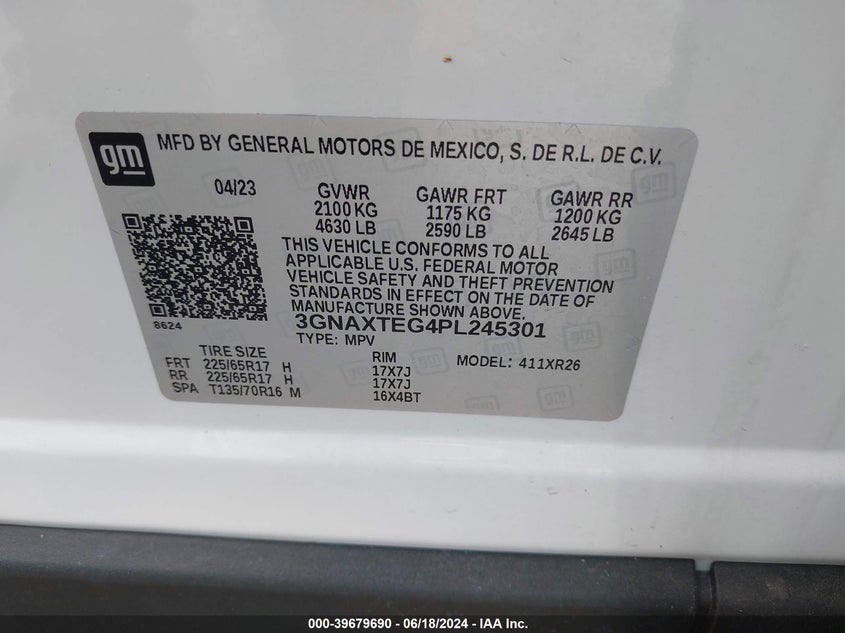 gm
MFD BY GENERAL MOTORS DE MEXICO, S. DE R.L. DE C.V.
04/23 GVWR GAWR FRT GAWR RR
2100 KG 1175 KG 1200 KG
4630 LB 2590 LB 2645 LB
THIS VEHICLE CONFORMS TO ALL
APPLICABLE U.S. FEDERAL MOTOR
VEHICLE SAFETY AND THEFT PREVENTION
STANDARDS IN EFFECT ON THE DATE OF
MANUFACTURE SHOWN ABOVE.
8624
3GNAXTEG4PL245301
TYPE: MPV
TIRE SIZE RIM MODEL: 411XR26
FRT 225/65R17 H 17X7J
RR 225/65R17 H 17X7J
SPA T135/70R16 M 16X4BT
000-39679690 - 06/18/2024 - IAA Inc.